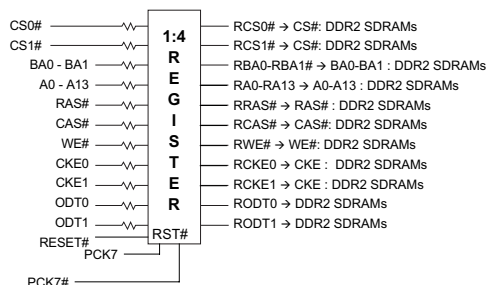 CS0#
CS1#
BA0 - BA1
A0 - A13
RAS#
CAS#
WE#
CKE0
CKE1
ODT0
ODT1
RESET#
PCK7
PCK7#
1:4
R
E
G
I
S
T
E
R
RST#
RCS0# → CS#: DDR2 SDRAMs
RCS1# → CS#: DDR2 SDRAMs
RBA0-RBA1# → BA0-BA1 : DDR2 SDRAMs
RA0-RA13 → A0-A13 : DDR2 SDRAMs
RRAS# → RAS# : DDR2 SDRAMs
RCAS# → CAS#: DDR2 SDRAMs
RWE# → WE#: DDR2 SDRAMs
RCKE0 → CKE : DDR2 SDRAMs
RCKE1 → CKE : DDR2 SDRAMs
RODT0 → DDR2 SDRAMs
RODT1 → DDR2 SDRAMs